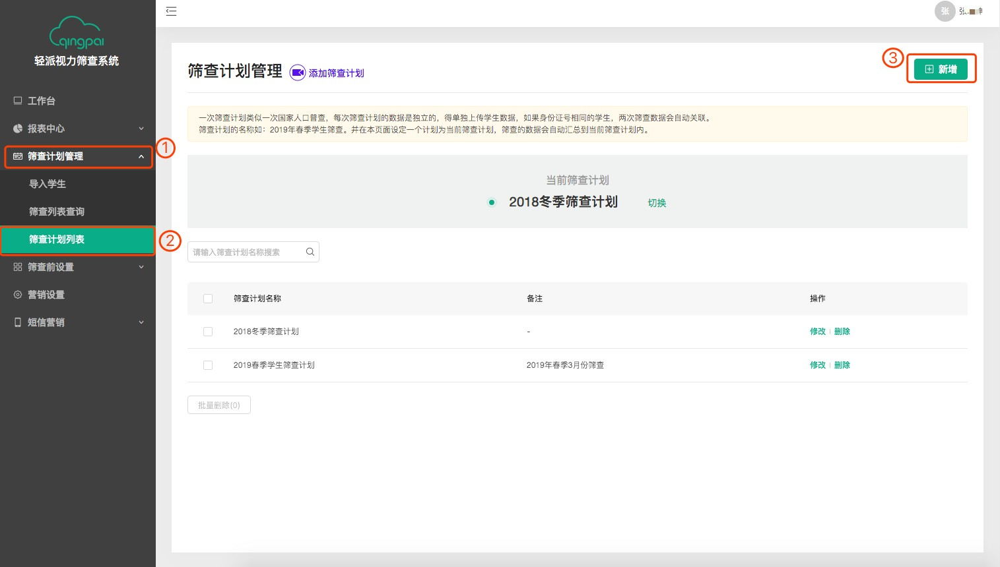 qingpai
轻派视力筛查系统
工作台
报表中心
筛查计划管理
①
导入学生
筛查列表查询
筛查计划列表
②
筛查前设置
营销设置
短信营销
张
张
筛查计划管理
添加筛查计划
③
新增
一次筛查计划类似一次国家人口普查，每次筛查计划的数据是独立的，得单独上传学生数据，如果身份证号相同的学生，两次筛查数据会自动关联。
筛查计划的名称如：2019年春季学生筛查。并在本页面设定一个计划为当前筛查计划，筛查的数据会自动汇总到当前筛查计划内。
当前筛查计划
2018冬季筛查计划 切换
请输入筛查计划名称搜索
筛查计划名称 备注 操作
2018冬季筛查计划 - 修改 删除
2019春季学生筛查计划 2019年春季3月份筛查 修改 删除
批量删除(0)